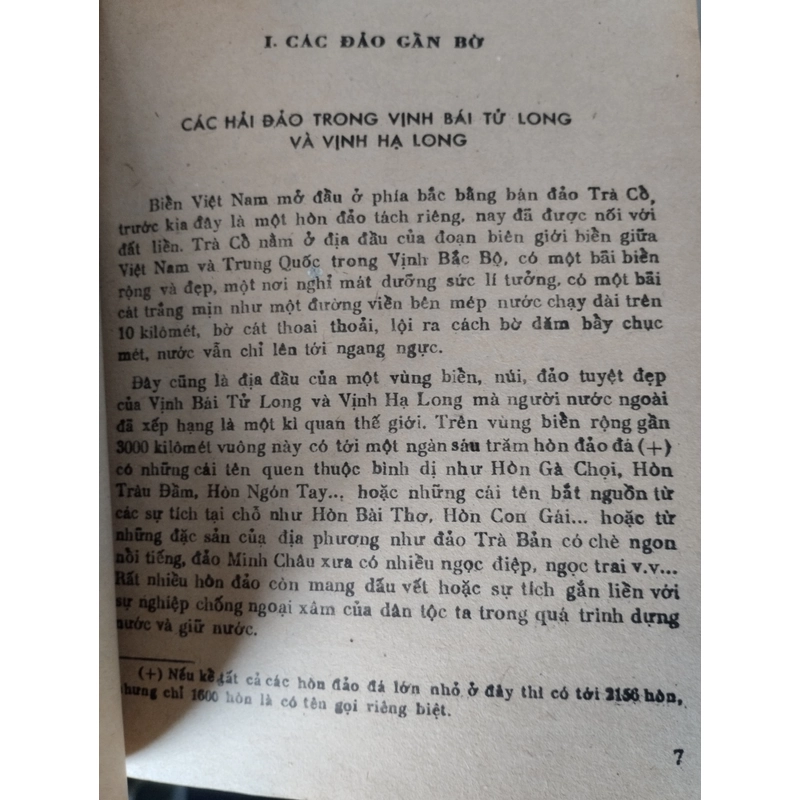 I. CÁC ĐẢO GẦN BỜ
CÁC HẢI ĐẢO TRONG VỊNH BÁI TỬ LONG
VÀ VỊNH HẠ LONG
Biển Việt Nam mở đầu ở phía bắc bằng bán đảo Trà Cổ,
trước kia đây là một hòn đảo tách riêng, nay đã được nối với
đất liền. Trà Cổ nằm ở địa đầu của đoạn biên giới biển giữa
Việt Nam và Trung Quốc trong Vịnh Bắc Bộ, có một bãi biển
rộng và đẹp, một nơi nghỉ mát dưỡng sức lí tưởng, có một bãi
cát trắng mịn như một đường viền bên mép nước chạy dài trên
10 kilômét, bờ cát thoai thoải, lội ra cách bờ dăm bảy chục
mét, nước vẫn chỉ lên tới ngang ngực.
Đây cũng là địa đầu của một vùng biển, núi, đảo tuyệt đẹp
của Vịnh Bái Tử Long và Vịnh Hạ Long mà người nước ngoài
đã xếp hạng là một kì quan thế giới. Trên vùng biển rộng gần
3000 kilômét vuông này có tới một ngàn sáu trăm hòn đảo đá (+)
có những cái tên quen thuộc bình dị như Hòn Gà Chọi, Hòn
Trâu Đầm, Hòn Ngón Tay... hoặc những cái tên bắt nguồn từ
các sự tích tại chỗ như Hòn Bài Thơ, Hòn Con Gái... hoặc từ
những đặc sản của địa phương như đảo Trà Bản có chè ngon
nổi tiếng, đảo Minh Châu xưa có nhiều ngọc điệp, ngọc trai v.v...
Rất nhiều hòn đảo còn mang dấu vết hoặc sự tích gắn liền với
sự nghiệp chống ngoại xâm của dân tộc ta trong quá trình dựng
nước và giữ nước.
(+) Nếu kể tất cả các hòn đảo đá lớn nhỏ ở đây thì có tới 2156 hòn,
nhưng chỉ 1600 hòn là có tên gọi riêng biệt.
7